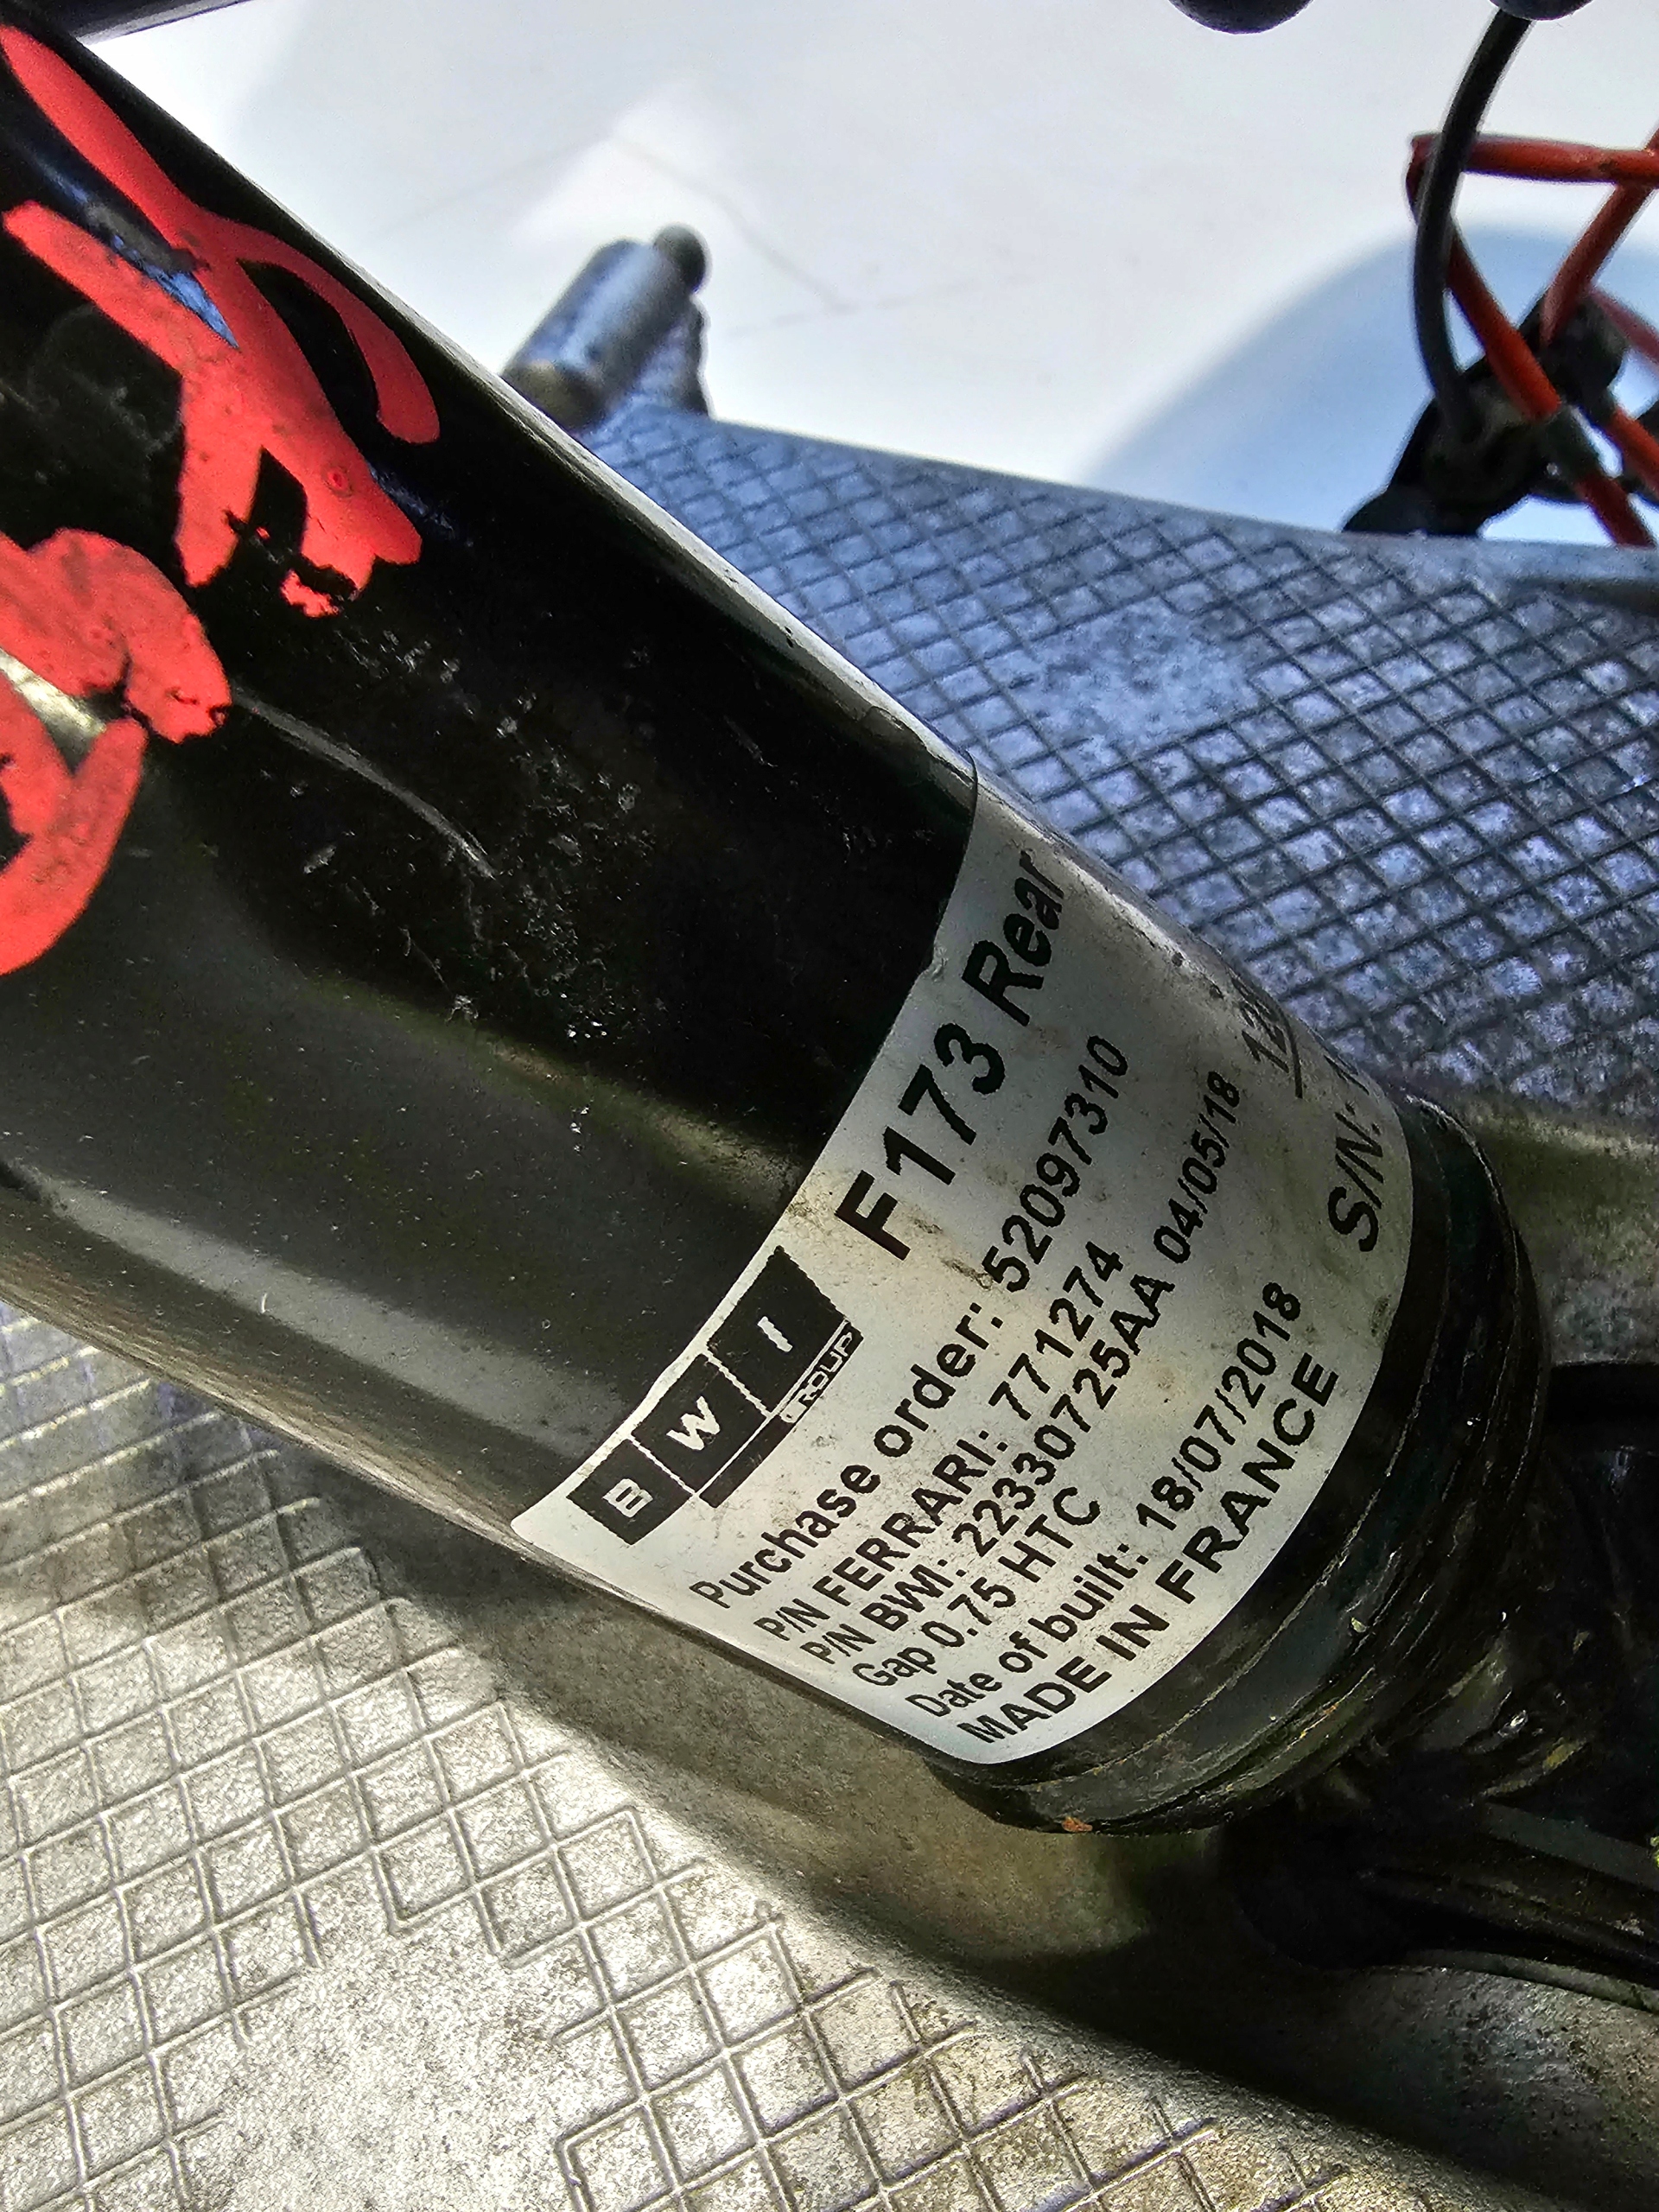 BWI
GROUP
F173 Rear
Purchase order: 52097310
P/N FERRARI: 771274
P/N BWI: 22330725AA 04/05/18
Gap 0.75 HTC
Date of built: 18/07/2018
MADE IN FRANCE
S/N: